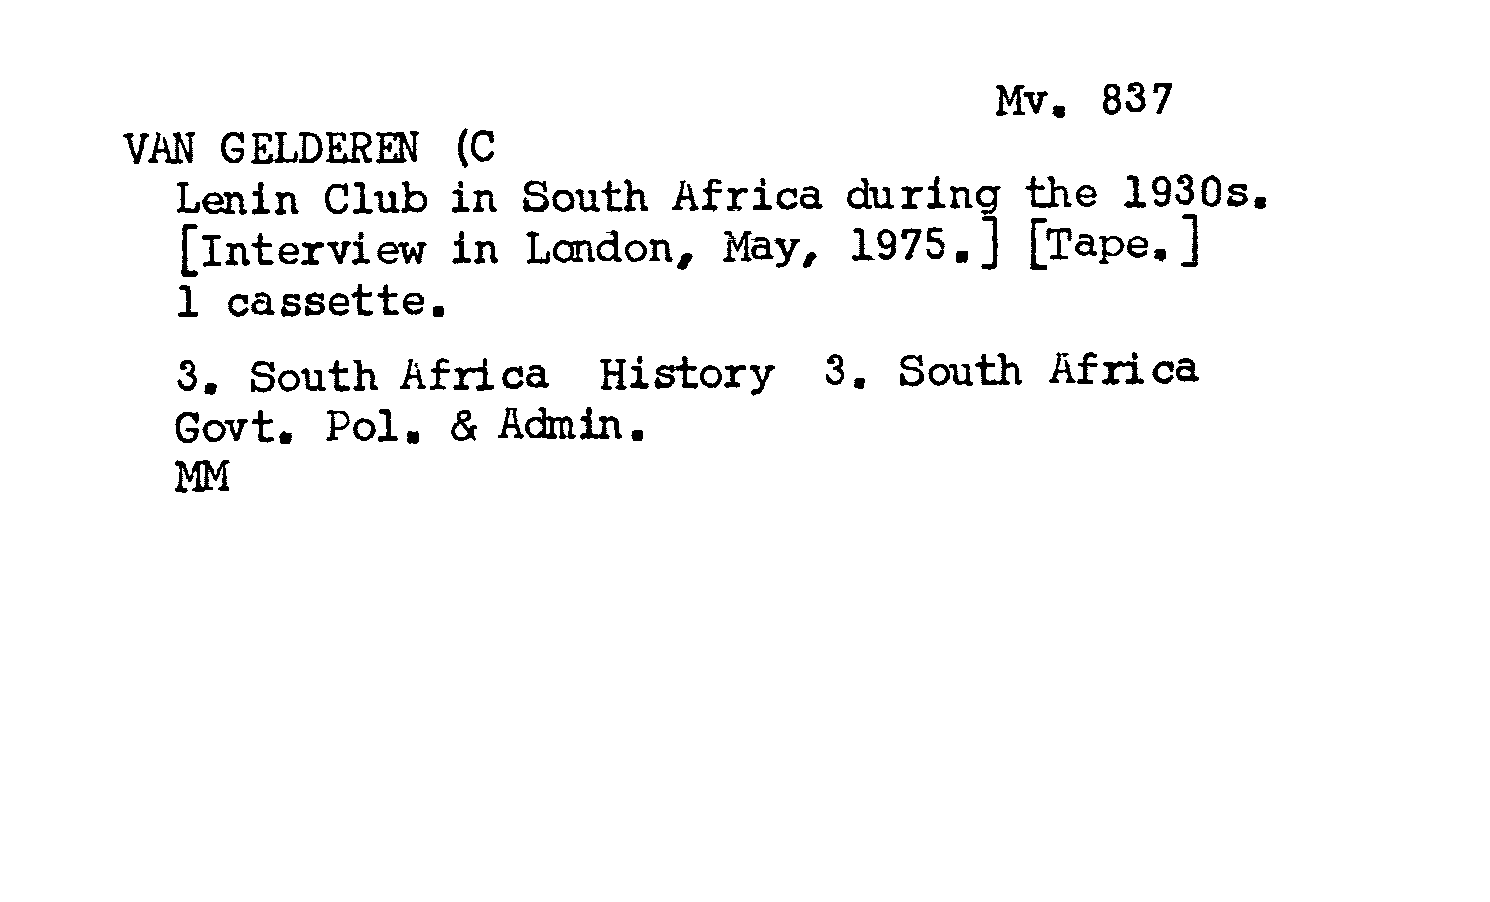 Mv. 837
VAN GELDEREN (C
Lenin Club in South Africa during the 1930s.
[Interview in London, May, 1975.] [Tape.]
1 cassette.
3. South Africa History 3. South Africa
Govt. Pol. & Admin.
MM